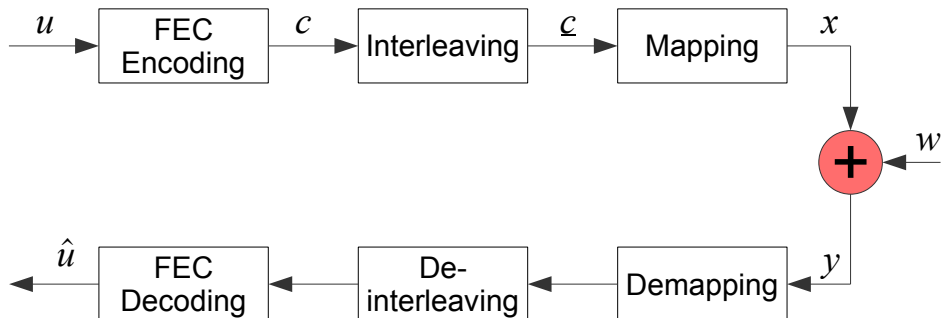 u
FEC
Encoding
c
Interleaving
c
Mapping
x
+
w
y
Demapping
De-
interleaving
FEC
Decoding
û